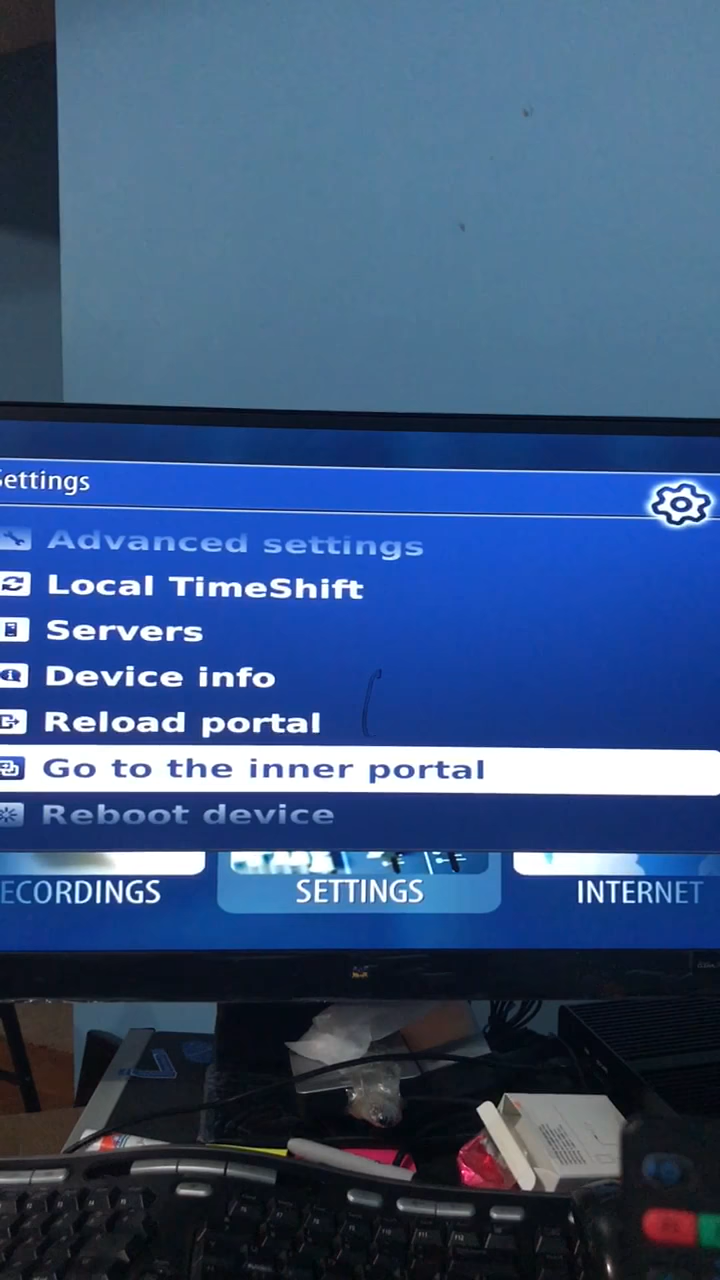 Settings
Advanced settings
Local TimeShift
Servers
Device info
Reload portal
Go to the inner portal
Reboot device
ECORDINGS
SETTINGS
INTERNET